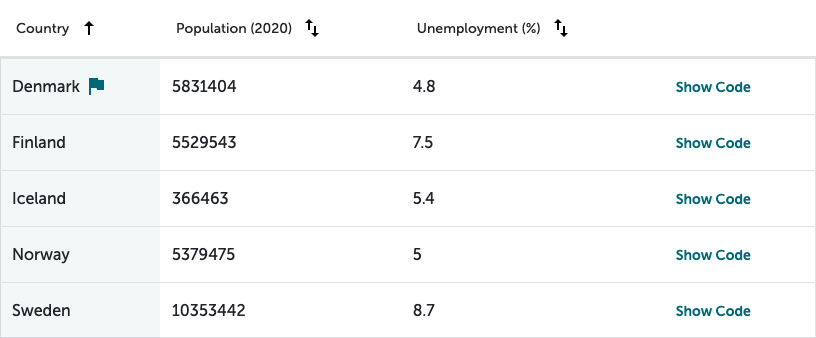 Country Population (2020) Unemployment (%)
Denmark 5831404 4.8 Show Code
Finland 5529543 7.5 Show Code
Iceland 366463 5.4 Show Code
Norway 5379475 5 Show Code
Sweden 10353442 8.7 Show Code